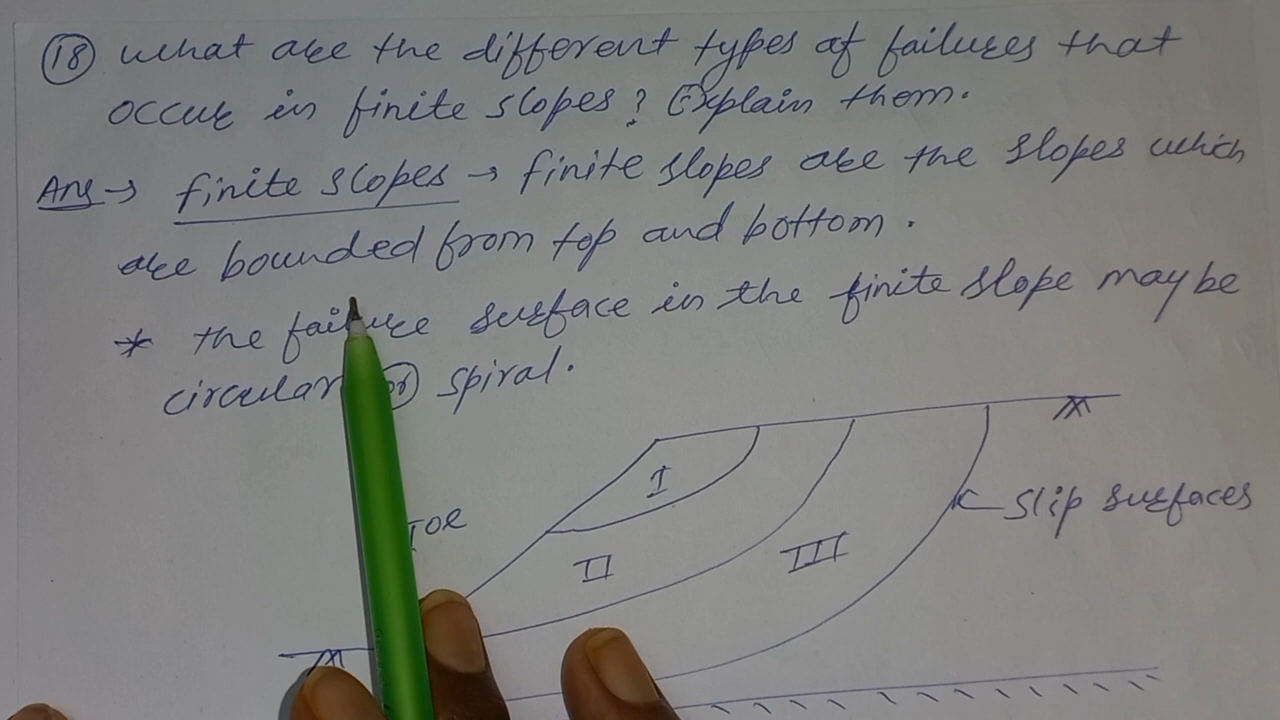 18 what are the different types of failures that
occur in finite slopes? Explain them.
Ans→ finite slopes → finite slopes are the slopes which
are bounded from top and bottom.
* the failure surface in the finite slope may be
circular (or) spiral.
I
Toe
II
III
slip surfaces